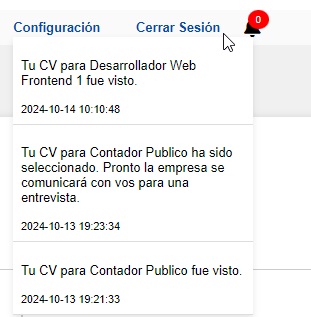 Configuración
Cerrar Sesión
0
Tu CV para Desarrollador Web
Frontend 1 fue visto.
2024-10-14 10:10:48
Tu CV para Contador Publico ha sido
seleccionado. Pronto la empresa se
comunicará con vos para una
entrevista.
2024-10-13 19:23:34
Tu CV para Contador Publico fue visto.
2024-10-13 19:21:33